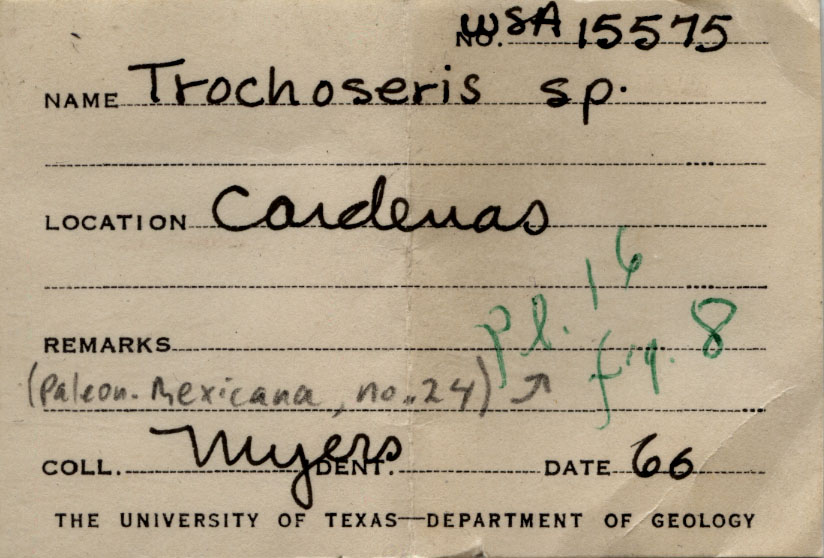 NO. WSA 15575
NAME Trochoseris sp.
LOCATION Cardenas
pl. 16
REMARKS fig. 8
(Paleon. Mexicana, no. 24)
COLL. Myers IDENT. DATE 66
THE UNIVERSITY OF TEXAS—DEPARTMENT OF GEOLOGY